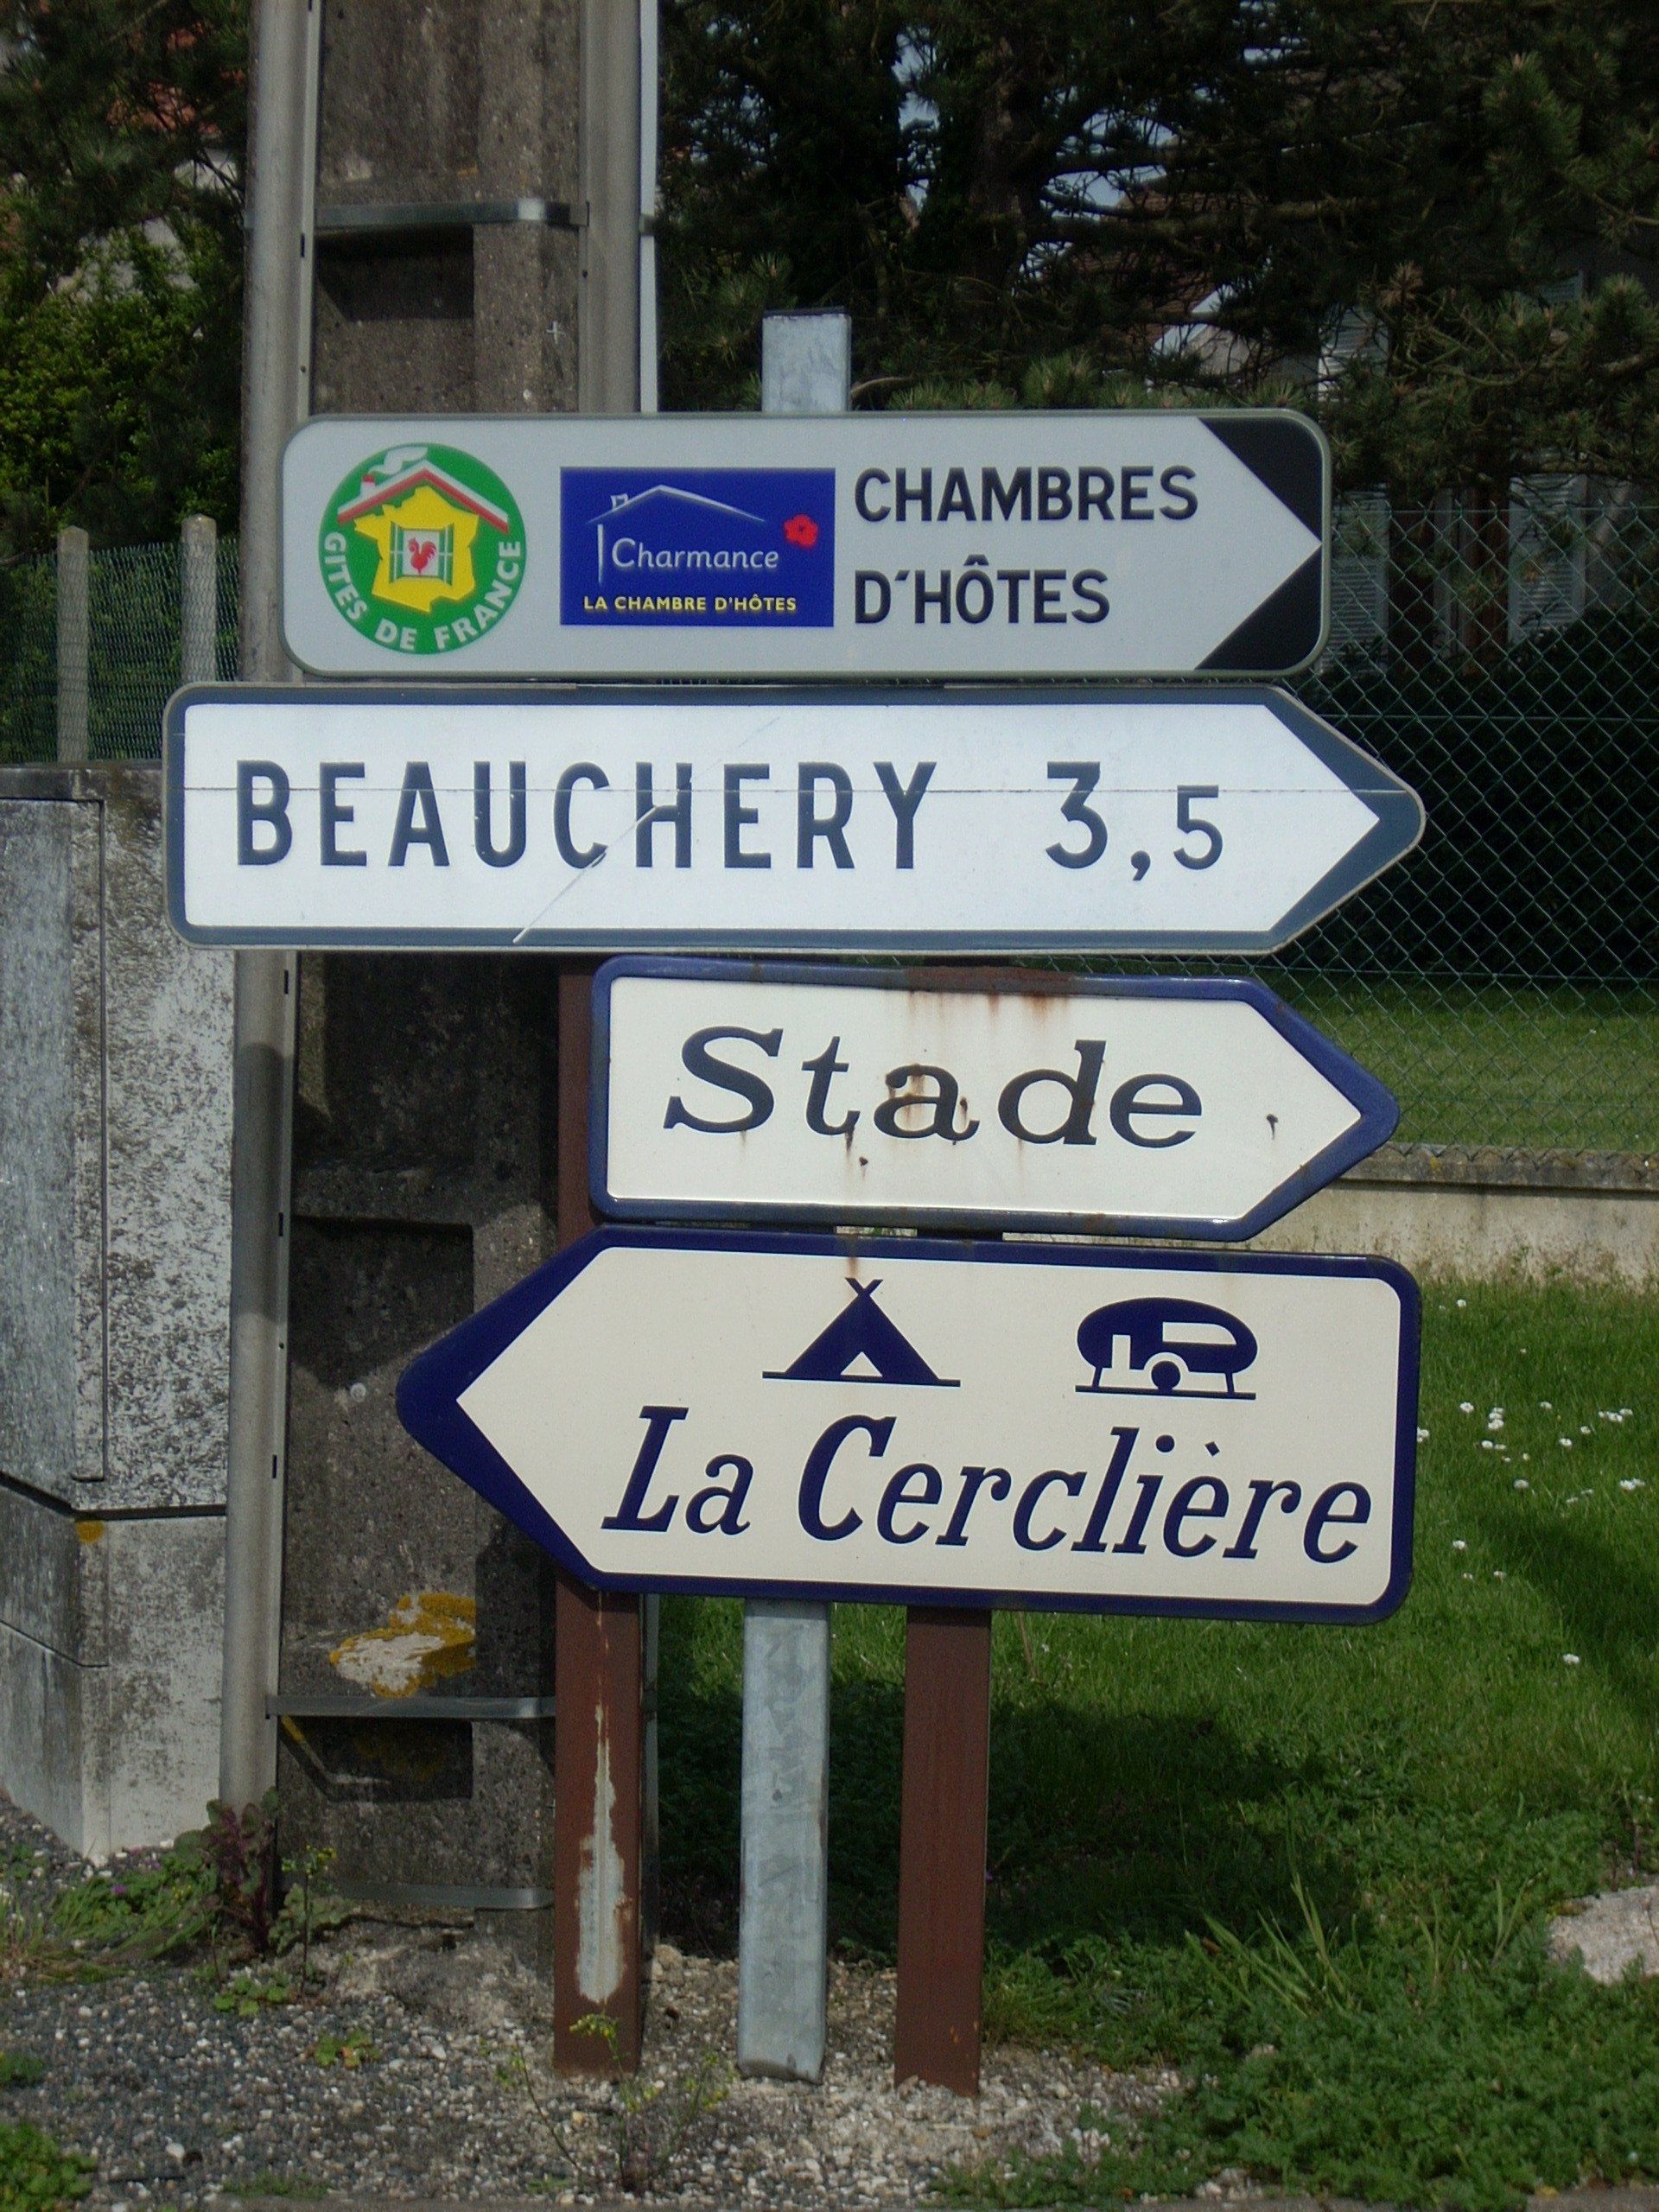 GITES DE FRANCE
Charmance
LA CHAMBRE D'HÔTES
CHAMBRES
D'HÔTES
BEAUCHERY 3,5
Stade
La Cerclière